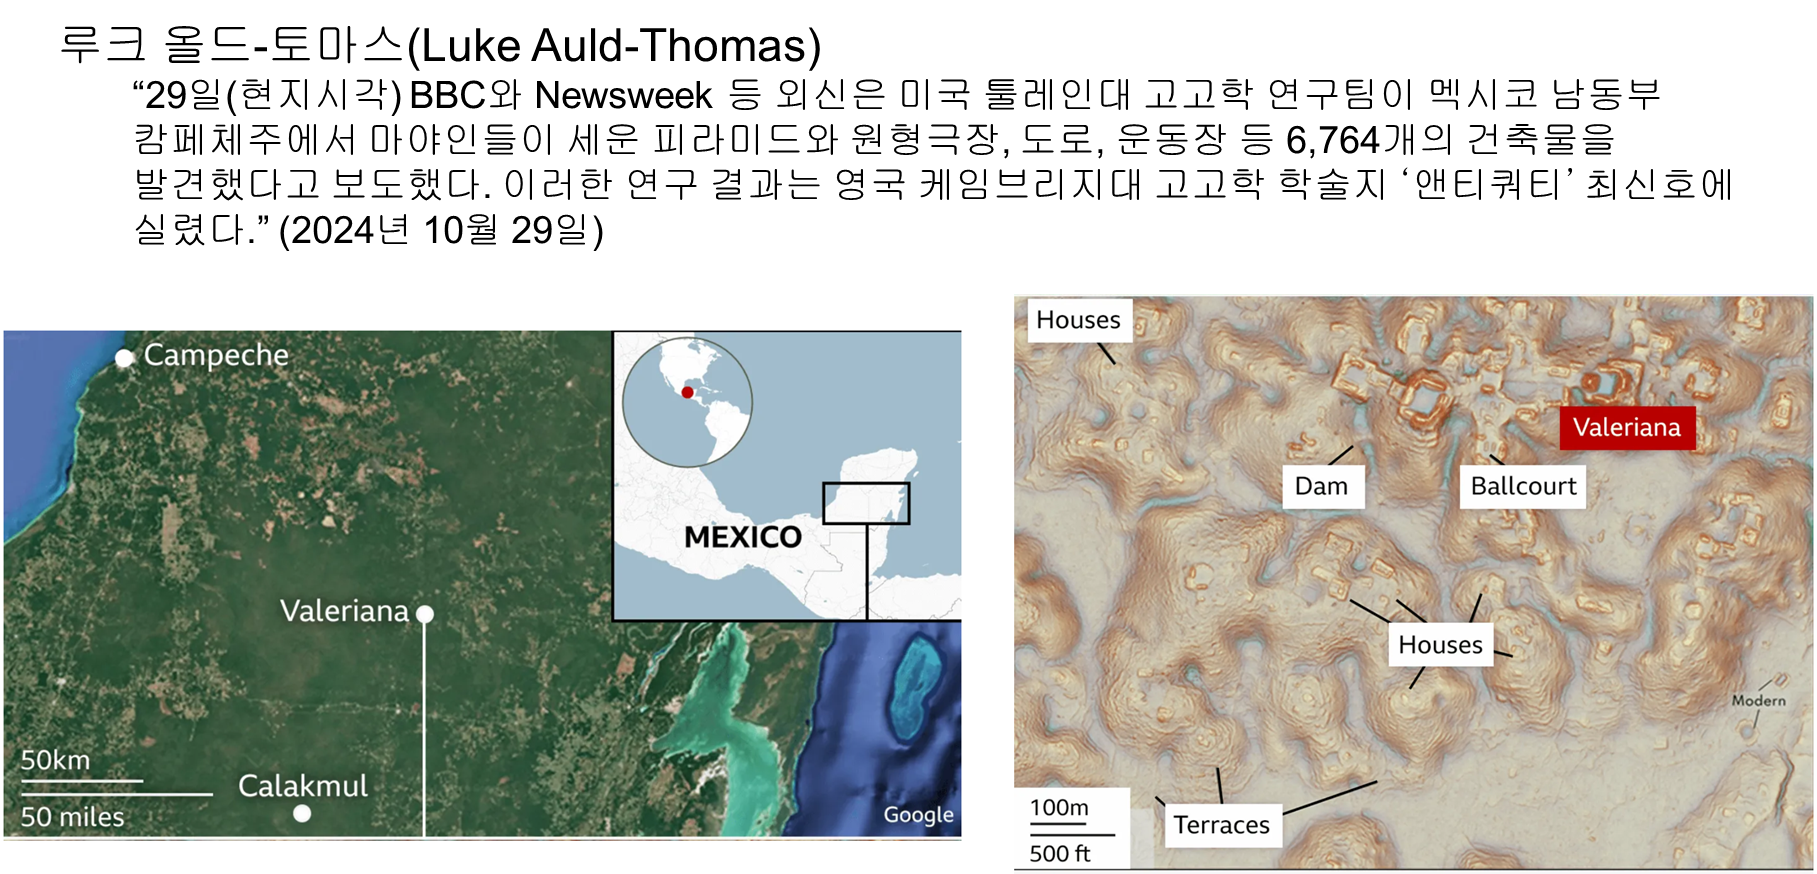 루크 올드-토마스(Luke Auld-Thomas)
“29일(현지시각) BBC와 Newsweek 등 외신은 미국 툴레인대 고고학 연구팀이 멕시코 남동부
캄페체주에서 마야인들이 세운 피라미드와 원형극장, 도로, 운동장 등 6,764개의 건축물을
발견했다고 보도했다. 이러한 연구 결과는 영국 케임브리지대 고고학 학술지 ‘앤티쿼티’ 최신호에
실렸다.” (2024년 10월 29일)
Campeche
MEXICO
Valeriana
50km
50 miles
Calakmul
Google
Houses
Valeriana
Dam
Ballcourt
Houses
Modern
100m
500 ft
Terraces